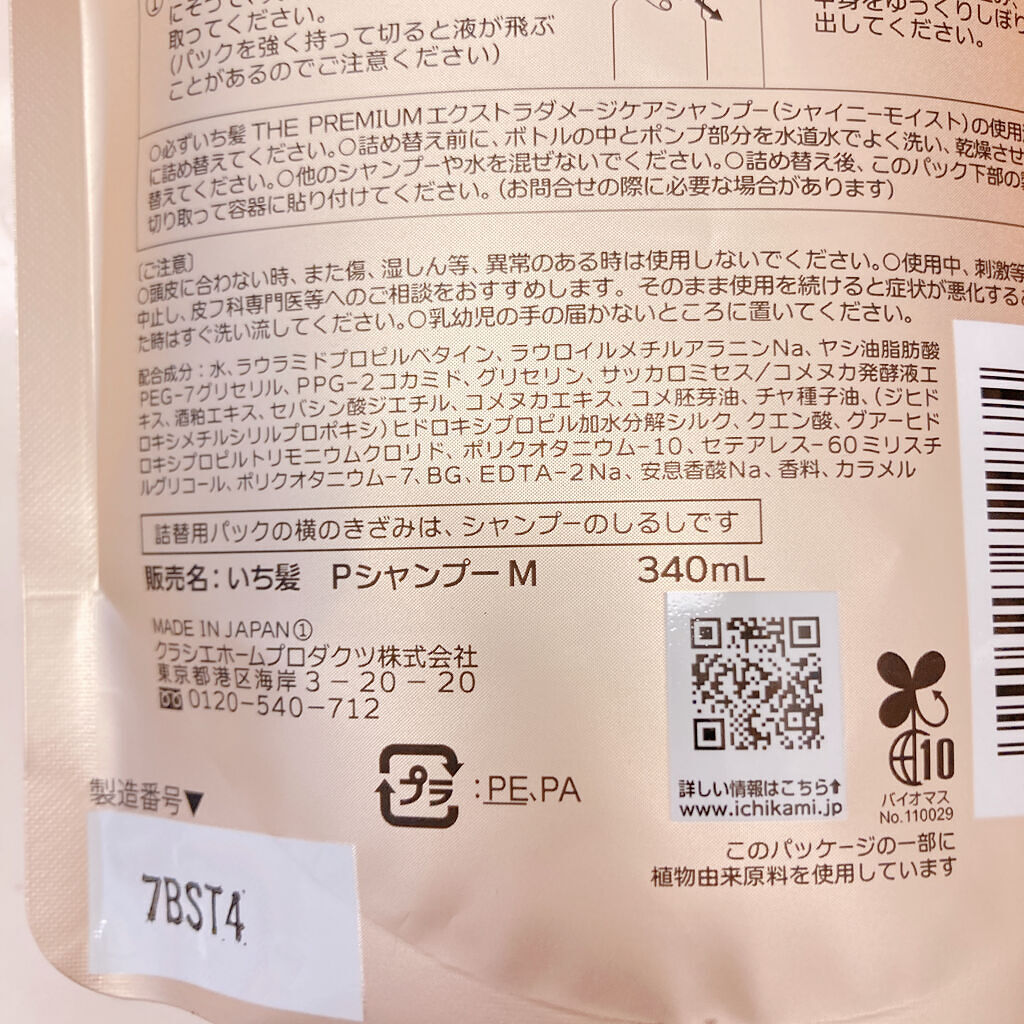 ①
にそって
取ってください。
(パックを強く持って切ると液が飛ぶ
ことがあるのでご注意ください)
中身をゆっくりしぼり
出してください。
○必ずいち髪 THE PREMIUMエクストラダメージケアシャンプー(シャイニーモイスト)の使用
に詰め替えてください。○詰め替え前に、ボトルの中とポンプ部分を水道水でよく洗い、乾燥させ
替えてください。○他のシャンプーや水を混ぜないでください。○詰め替え後、このパック下部の
切り取って容器に貼り付けてください。(お問合せの際に必要な場合があります)
〔ご注意〕
○頭皮に合わない時、また傷、湿しん等、異常のある時は使用しないでください。○使用中、刺激等
中止し、皮フ科専門医等へのご相談をおすすめします。そのまま使用を続けると症状が悪化する
た時はすぐ洗い流してください。○乳幼児の手の届かないところに置いてください。
配合成分:水、ラウラミドプロピルベタイン、ラウロイルメチルアラニンNa、ヤシ油脂肪酸
PEG-7グリセリル、PPG-2コカミド、グリセリン、サッカロミセス/コメヌカ発酵液エ
キス、酒粕エキス、セバシン酸ジエチル、コメヌカエキス、コメ胚芽油、チャ種子油、(ジヒド
ロキシメチルシリルプロポキシ)ヒドロキシプロピル加水分解シルク、クエン酸、グアーヒド
ロキシプロピルトリモニウムクロリド、ポリクオタニウム-10、セテアレス-60ミリスチ
ルグリコール、ポリクオタニウム-7、BG、EDTA-2Na、安息香酸Na、香料、カラメル
詰替用パックの横のきざみは、シャンプーのしるしです
販売名:いち髪 PシャンプーM 340mL
MADE IN JAPAN①
クラシエホームプロダクツ株式会社
東京都港区海岸3-20-20
0120-540-712
製造番号▼
7BST4
プラ :PE、PA
詳しい情報はこちら⬆
www.ichikami.jp
10
バイオマス
No.110029
このパッケージの一部に
植物由来原料を使用しています